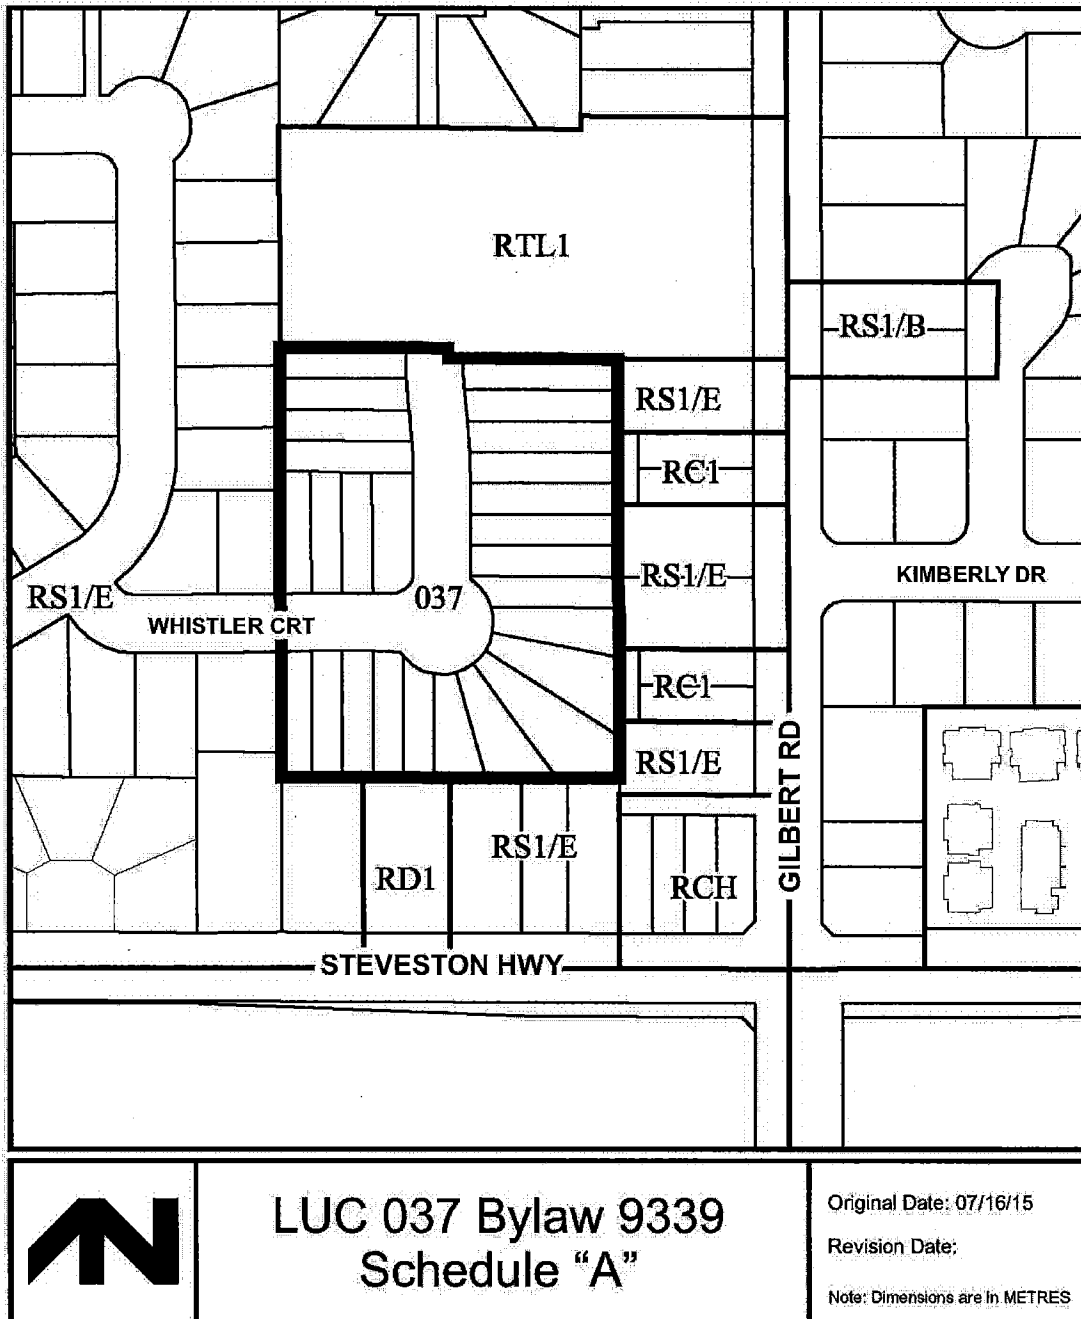 RTL1
RS1/B
RS1/E
RC1
RS1/E
KIMBERLY DR
RS1/E
037
WHISTLER CRT
RC1
RS1/E
GILBERT RD
RS1/E
RD1
RCH
STEVESTON HWY
LUC 037 Bylaw 9339
Schedule “A”
Original Date: 07/16/15
Revision Date:
Note: Dimensions are in METRES